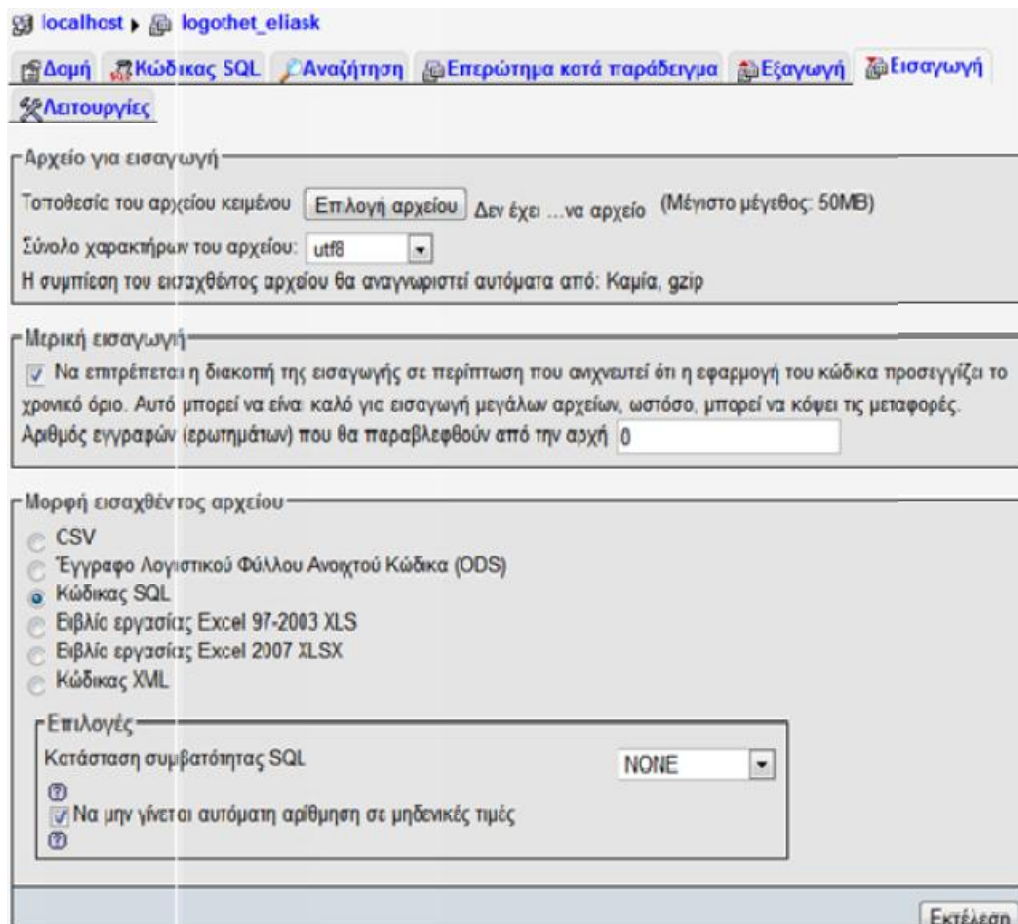 localhost ▸ logothet_eliask
Δομή Κώδικας SQL Αναζήτηση Επερώτημα κατά παράδειγμα Εξαγωγή Εισαγωγή
Λειτουργίες
Αρχείο για εισαγωγή
Τοποθεσία του αρχείου κειμένου Επιλογή αρχείου Δεν έχει ...να αρχείο (Μέγιστο μέγεθος: 50MB)
Σύνολο χαρακτήρων του αρχείου: utf8
Η συμπίεση του εισαχθέντος αρχείου θα αναγνωριστεί αυτόματα από: Καμία, gzip
Μερική εισαγωγή
Να επιτρέπεται η διακοπή της εισαγωγής σε περίπτωση που ανιχνευτεί ότι η εφαρμογή του κώδικα προσεγγίζει το
χρονικό όριο. Αυτό μπορεί να είναι καλό για εισαγωγή μεγάλων αρχείων, ωστόσο, μπορεί να κόψει τις μεταφορές.
Αριθμός εγγραφών (ερωτημάτων) που θα παραβλεφθούν από την αρχή 0
Μορφή εισαχθέντος αρχείου
CSV
Έγγραφο Λογιστικού Φύλλου Ανοιχτού Κώδικα (ODS)
Κώδικας SQL
Βιβλίο εργασίας Excel 97-2003 XLS
Βιβλίο εργασίας Excel 2007 XLSX
Κώδικας XML
Επιλογές
Κατάσταση συμβατότητας SQL NONE
Να μην γίνεται αυτόματη αρίθμηση σε μηδενικές τιμές
Εκτέλεση